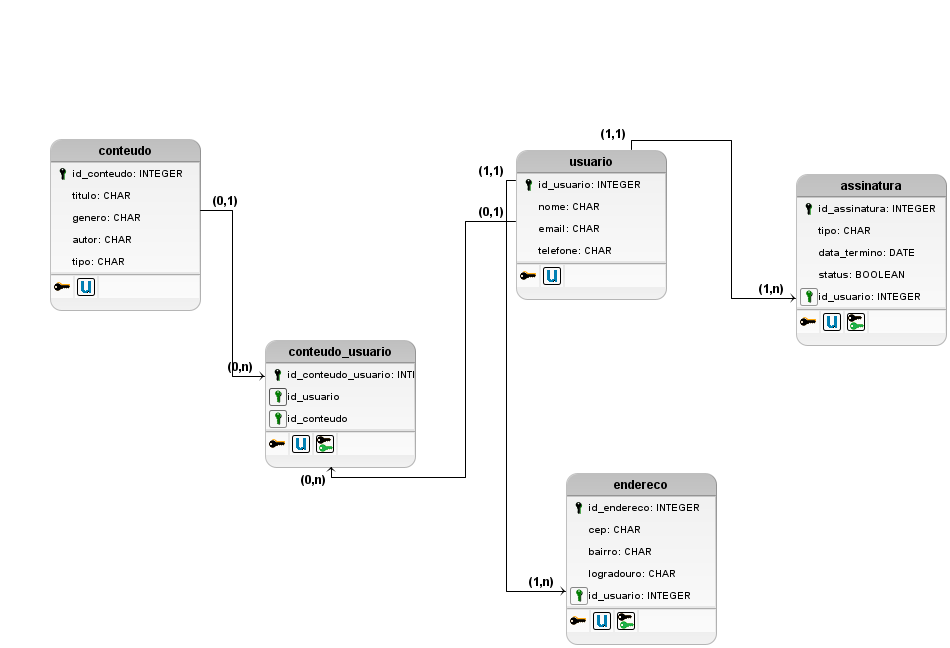 conteudo
id_conteudo: INTEGER
titulo: CHAR
genero: CHAR
autor: CHAR
tipo: CHAR
U
(0,1)
(0,n)
conteudo_usuario
id_conteudo_usuario: INTI
id_usuario
id_conteudo
U
(0,n)
(1,1)
(0,1)
(1,1)
usuario
id_usuario: INTEGER
nome: CHAR
email: CHAR
telefone: CHAR
U
(1,n)
assinatura
id_assinatura: INTEGER
tipo: CHAR
data_termino: DATE
status: BOOLEAN
id_usuario: INTEGER
U
(1,n)
endereco
id_endereco: INTEGER
cep: CHAR
bairro: CHAR
logradouro: CHAR
id_usuario: INTEGER
U